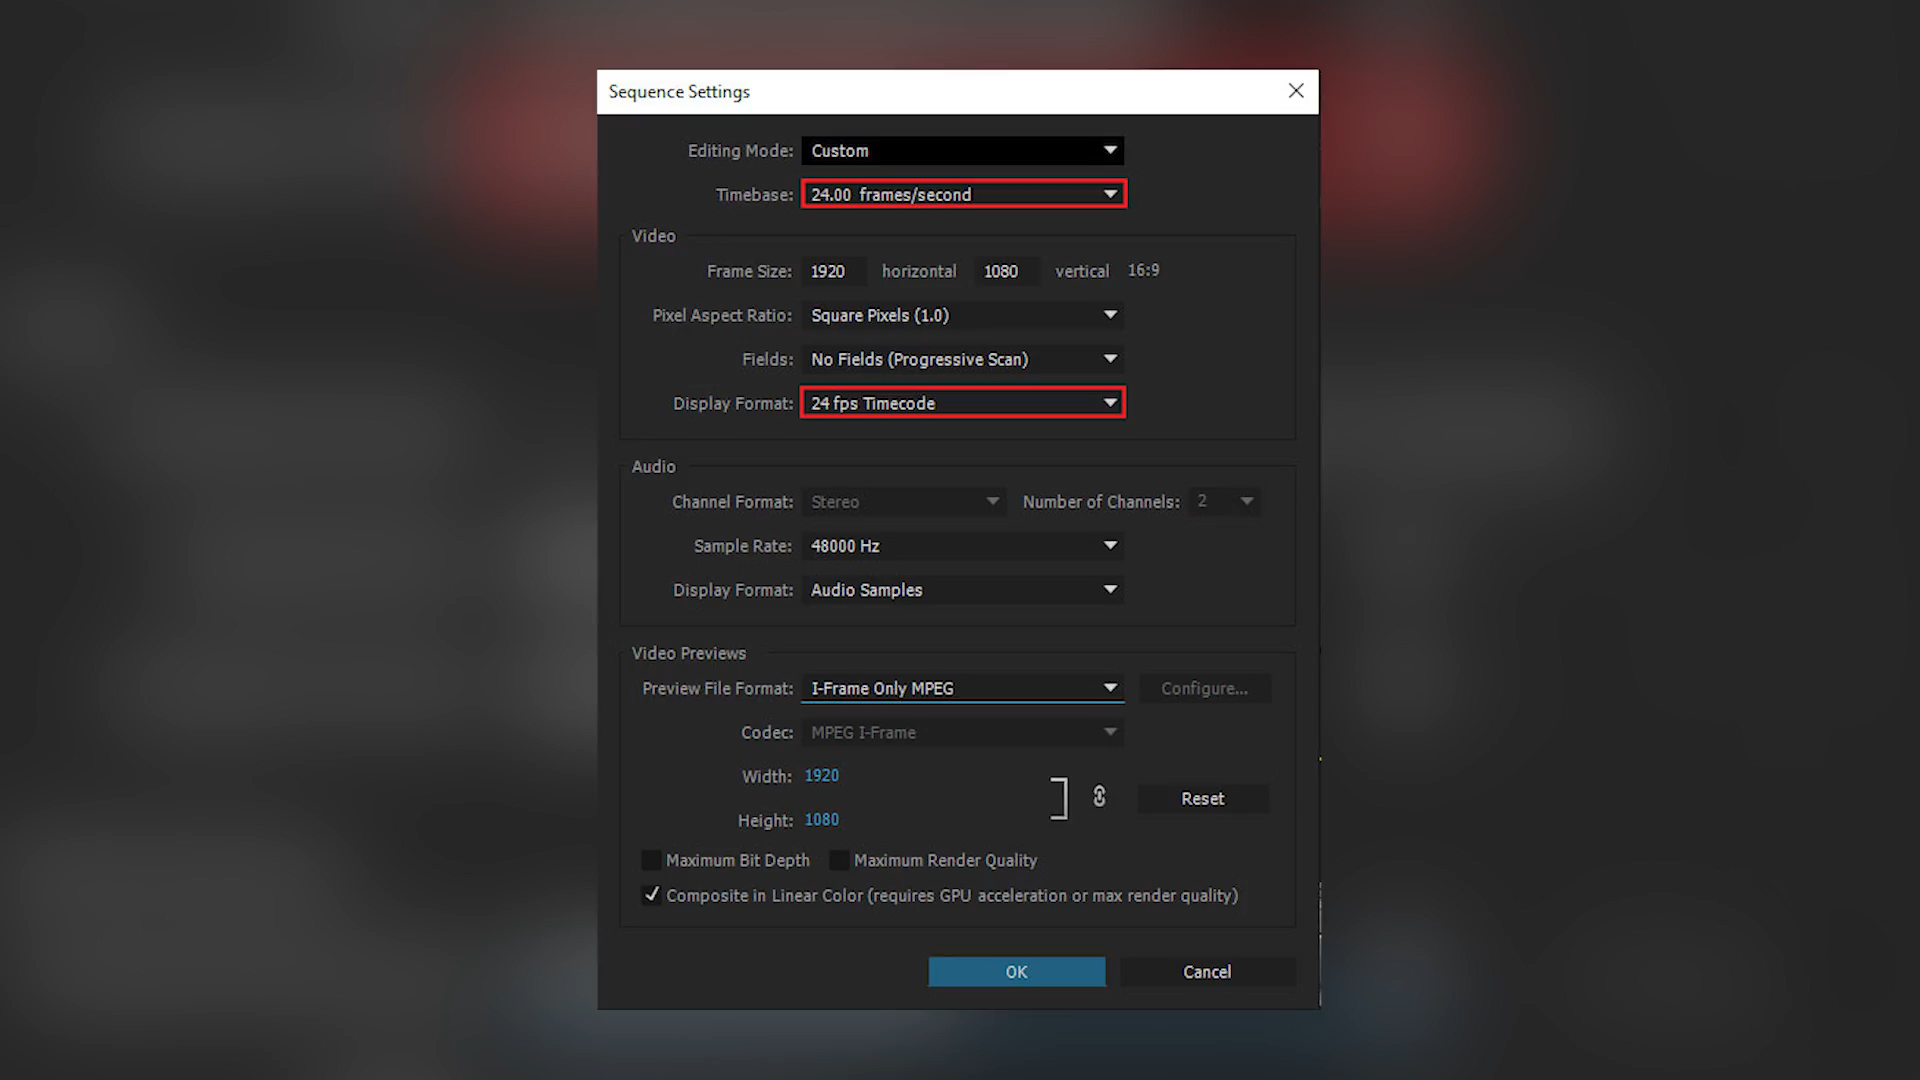 Sequence Settings
Editing Mode: Custom
Timebase: 24.00 frames/second
Video
Frame Size: 1920 horizontal 1080 vertical 16:9
Pixel Aspect Ratio: Square Pixels (1.0)
Fields: No Fields (Progressive Scan)
Display Format: 24 fps Timecode
Audio
Channel Format: Stereo Number of Channels: 2
Sample Rate: 48000 Hz
Display Format: Audio Samples
Video Previews
Preview File Format: I-Frame Only MPEG Configure...
Codec: MPEG I-Frame
Width: 1920
Height: 1080
Reset
Maximum Bit Depth Maximum Render Quality
Composite in Linear Color (requires GPU acceleration or max render quality)
OK Cancel